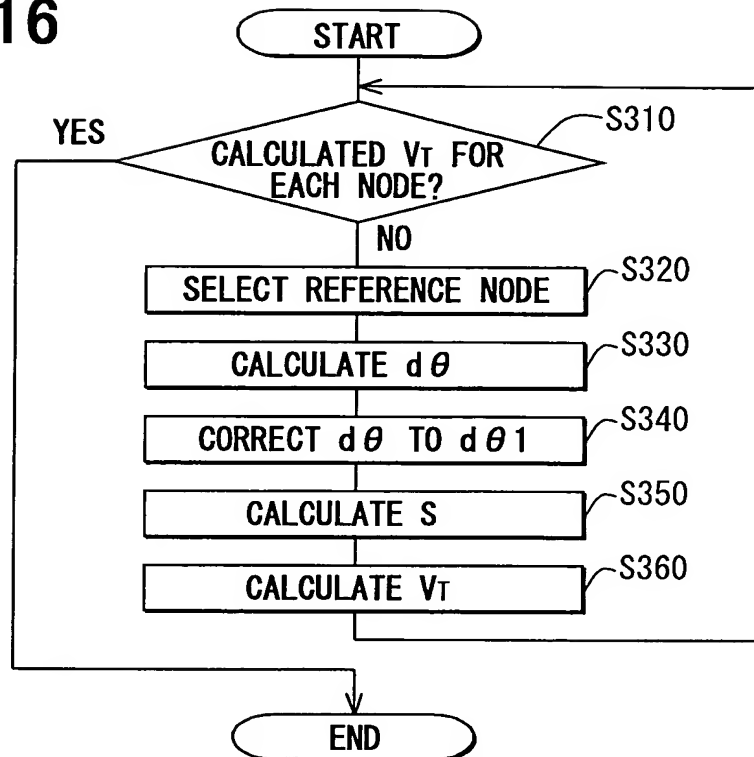 16
START
YES
S310
CALCULATED VT FOR
EACH NODE?
NO
SELECT REFERENCE NODE
S320
CALCULATE dθ
S330
CORRECT dθ TO dθ1
S340
CALCULATE S
S350
CALCULATE VT
S360
END